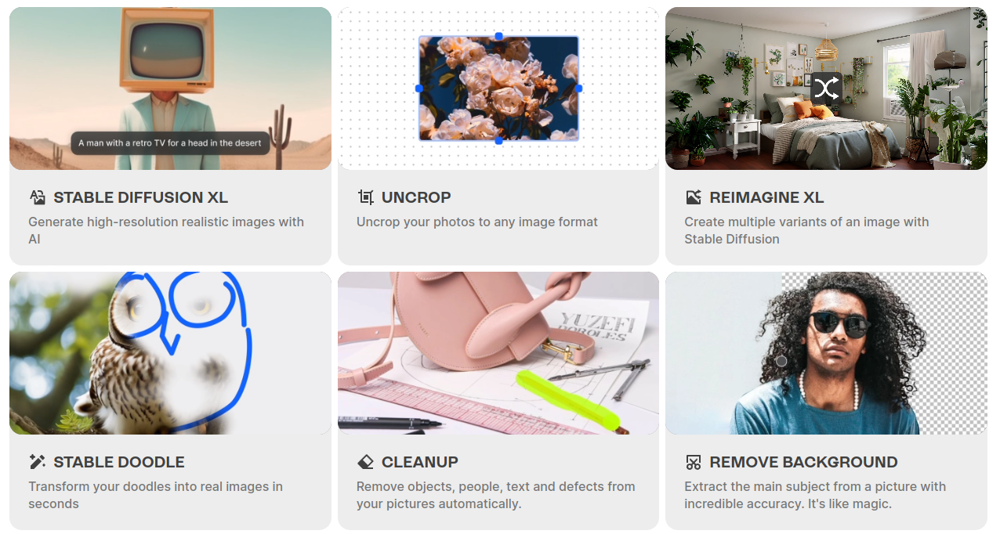 A man with a retro TV for a head in the desert
STABLE DIFFUSION XL
Generate high-resolution realistic images with
AI
UNCROP
Uncrop your photos to any image format
REIMAGINE XL
Create multiple variants of an image with
Stable Diffusion
YUZEFI
DOROLES
STABLE DOODLE
Transform your doodles into real images in
seconds
CLEANUP
Remove objects, people, text and defects from
your pictures automatically.
REMOVE BACKGROUND
Extract the main subject from a picture with
incredible accuracy. It's like magic.